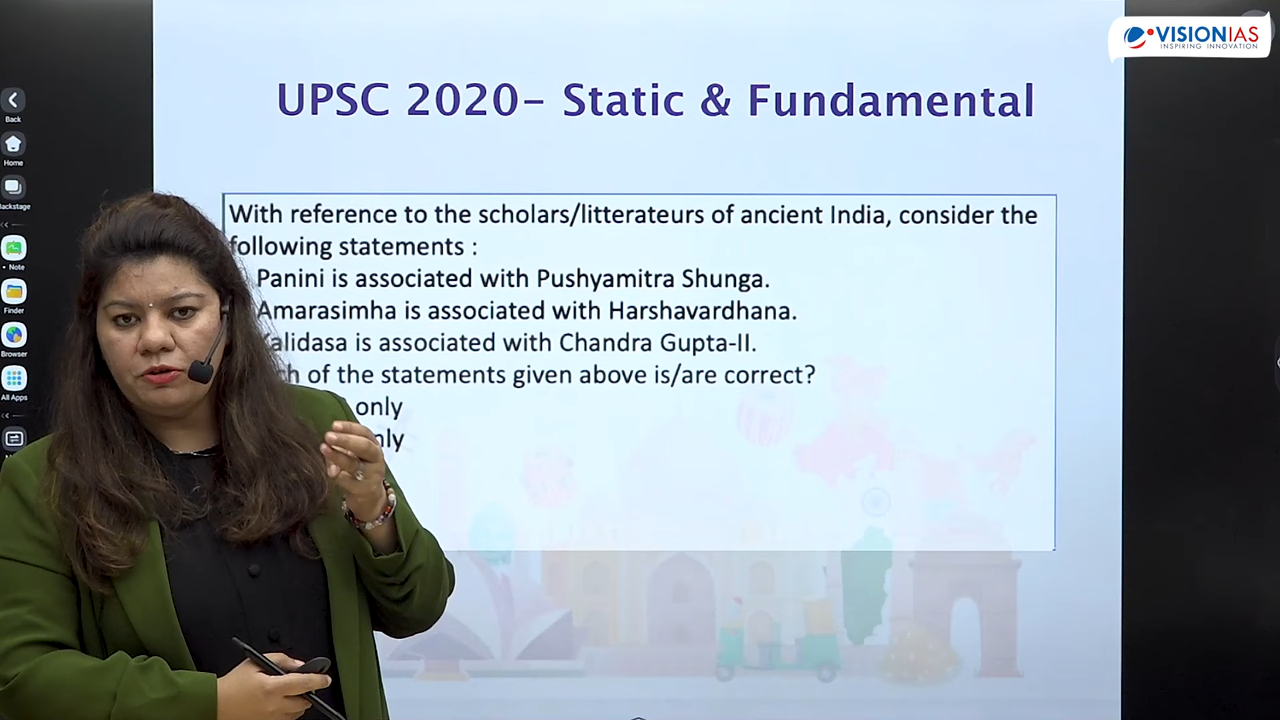 VISIONIAS
INSPIRING INNOVATION
UPSC 2020- Static & Fundamental
Back
Home
Backstage
Note
Finder
Browser
All Apps
With reference to the scholars/litterateurs of ancient India, consider the
following statements :
Panini is associated with Pushyamitra Shunga.
Amarasimha is associated with Harshavardhana.
Kalidasa is associated with Chandra Gupta-II.
of the statements given above is/are correct?
only